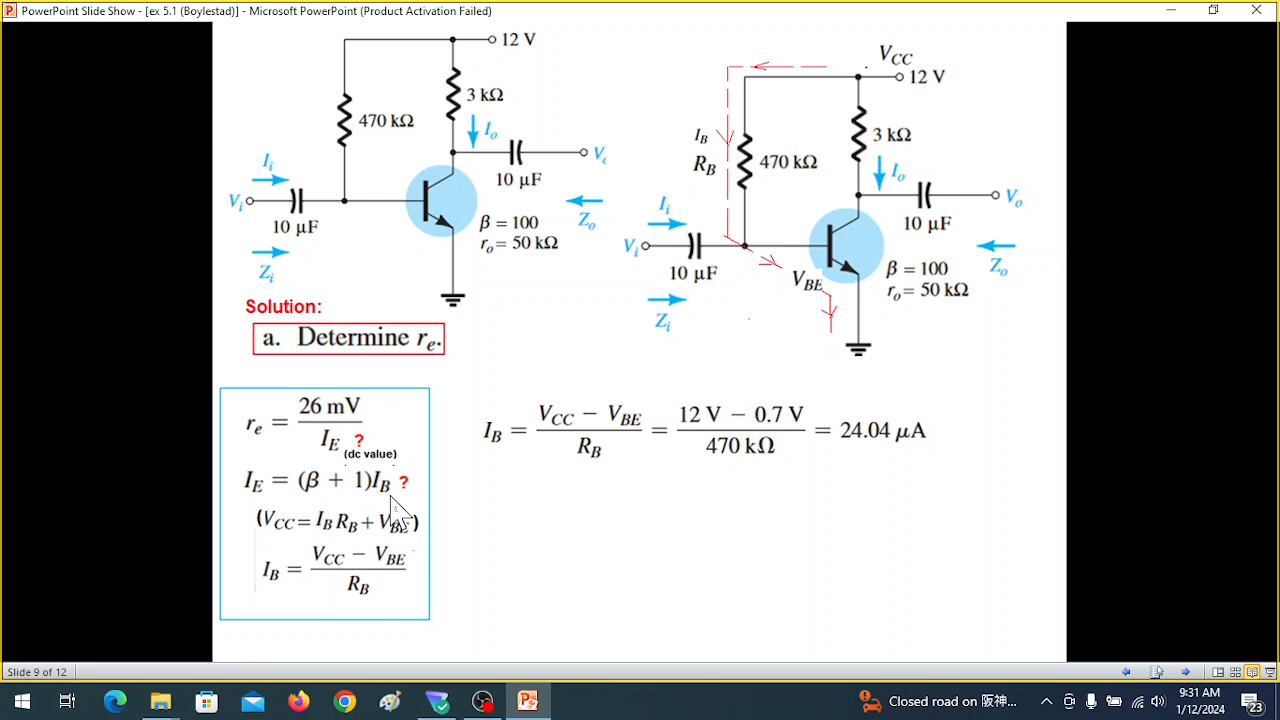 PowerPoint Slide Show - [ex 5.1 (Boylestad) - Microsoft PowerPoint (Product Activation Failed)
12 V
3 kΩ
470 kΩ
I_o
I_i
10 μF
V_i
10 μF
β = 100
r_o = 50 kΩ
Z_o
Z_i
V_CC
12 V
I_B
R_B
470 kΩ
3 kΩ
I_o
I_i
V_o
10 μF
V_i
10 μF
V_BE
β = 100
r_o = 50 kΩ
Z_o
Z_i
Solution:
a. Determine r_e.
r_e = 26 mV / I_E ?
(dc value)
I_E = (β + 1)I_B ?
(V_CC = I_B R_B + V_BE)
I_B = (V_CC − V_BE) / R_B
I_B = (V_CC − V_BE) / R_B = (12 V − 0.7 V) / 470 kΩ = 24.04 μA
Slide 9 of 12
Closed road on 阪神...
9:31 AM
1/12/2024
23